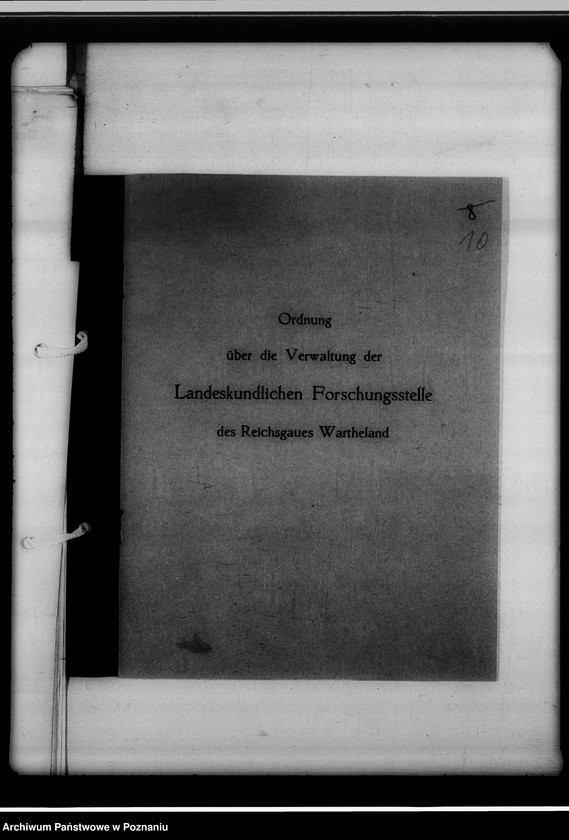 8
10
Ordnung
über die Verwaltung der
Landeskundlichen Forschungsstelle
des Reichsgaues Wartheland
Archiwum Państwowe w Poznaniu